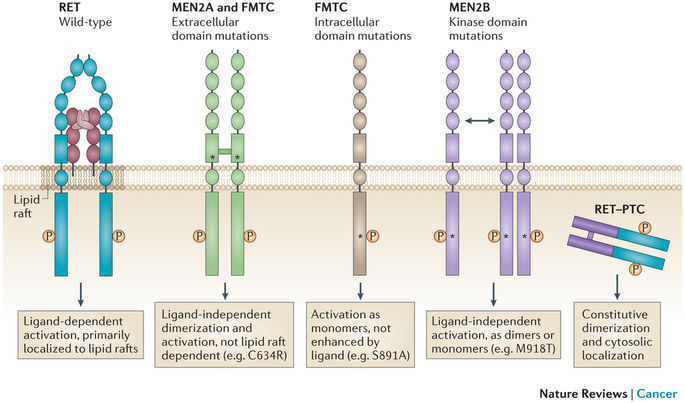 RET
Wild-type
MEN2A and FMTC
Extracellular
domain mutations
FMTC
Intracellular
domain mutations
MEN2B
Kinase domain
mutations
*
*
Lipid
raft
RET–PTC
P
P
P
P
*
P
P
*
P
*
*
P
P
P
Ligand-dependent
activation, primarily
localized to lipid rafts
Ligand-independent
dimerization and
activation, not lipid raft
dependent (e.g. C634R)
Activation as
monomers, not
enhanced by
ligand (e.g. S891A)
Ligand-independent
activation, as dimers or
monomers (e.g. M918T)
Constitutive
dimerization
and cytosolic
localization
Nature Reviews | Cancer